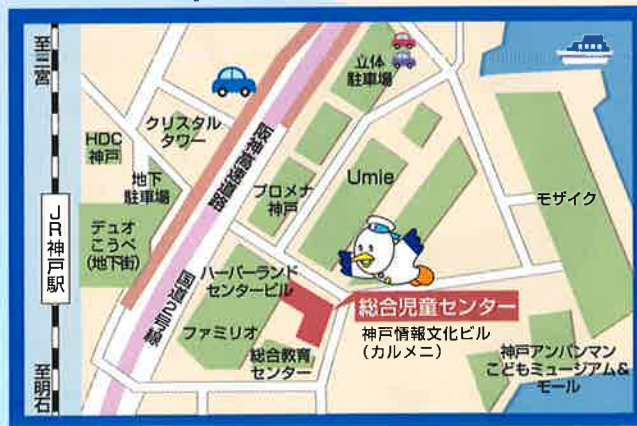 至三宮
立体
駐車場
クリスタル
タワー
HDC
神戸
地下
駐車場
阪神高速道路
プロメナ
神戸
Umie
モザイク
JR神戸駅
デュオ
こうべ
(地下街)
ハーバーランド
センタービル
国道2号線
ファミリオ
総合児童センター
神戸情報文化ビル
(カルメニ)
総合教育
センター
神戸アンパンマン
こどもミュージアム&
モール
至明石